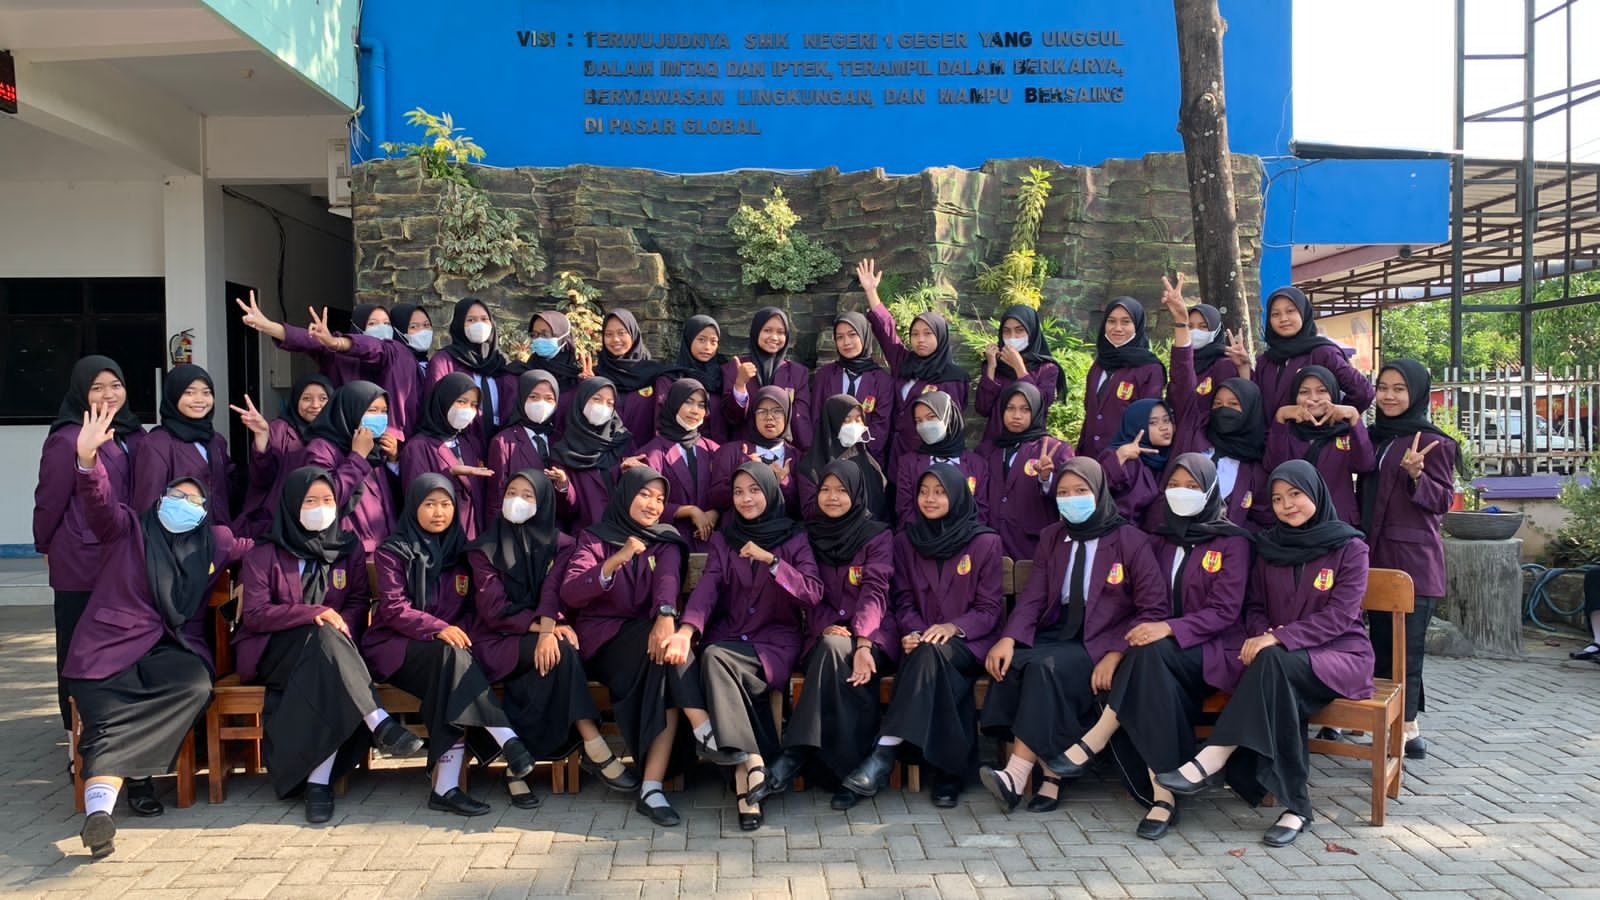 VISI : TERWUJUDNYA SMK NEGERI 1 GEGER YANG UNGGUL
DALAM IMTAQ DAN IPTEK, TERAMPIL DALAM BERKARYA,
BERWAWASAN LINGKUNGAN, DAN MAMPU BERSAING
DI PASAR GLOBAL